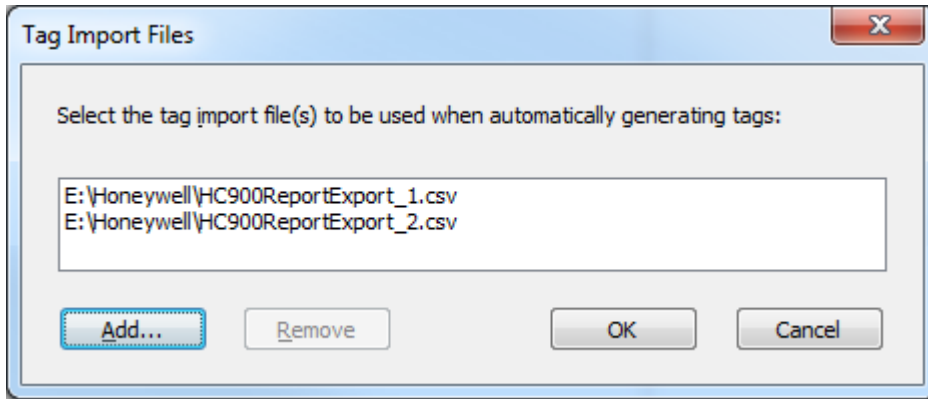 Tag Import Files
Select the tag import file(s) to be used when automatically generating tags:
E:\Honeywell\HC900ReportExport_1.csv
E:\Honeywell\HC900ReportExport_2.csv
Add... Remove OK Cancel